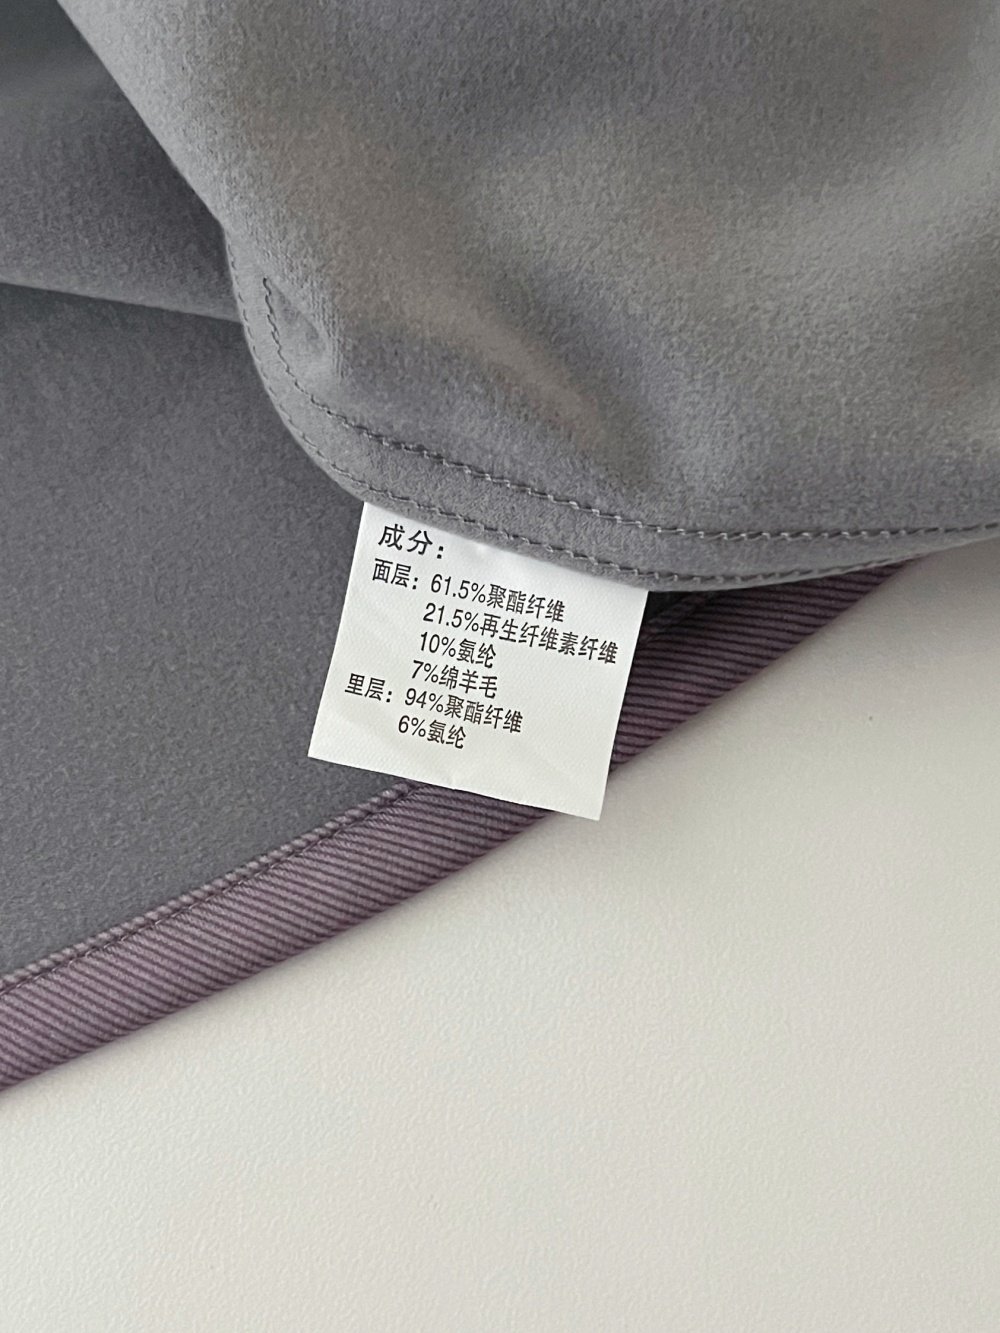 成分：
面层：61.5%聚酯纤维
21.5%再生纤维素纤维
10%氨纶
7%绵羊毛
里层：94%聚酯纤维
6%氨纶